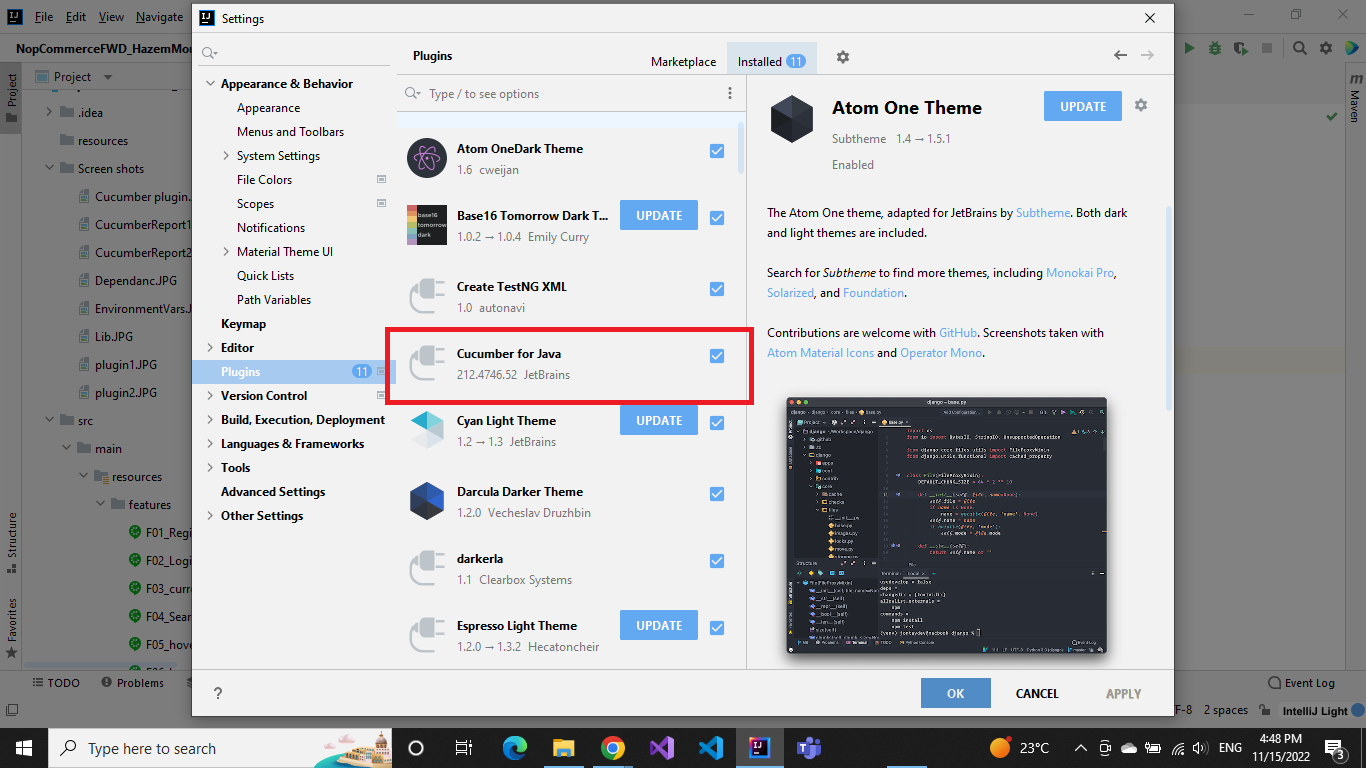 File Edit View Navigate
Settings
NopCommerceFWD_HazemMou
Project
.idea
resources
Screen shots
Cucumber plugin.
CucumberReport1
CucumberReport2
Dependanc.JPG
EnvironmentVars.J
Lib.JPG
plugin1.JPG
plugin2.JPG
src
main
resources
features
F01_Regi
F02_Logi
F03_curre
F04_Sear
F05_hove
Project
Structure
Favorites
Appearance & Behavior
Appearance
Menus and Toolbars
System Settings
File Colors
Scopes
Notifications
Material Theme UI
Quick Lists
Path Variables
Keymap
Editor
Plugins 11
Version Control
Build, Execution, Deployment
Languages & Frameworks
Tools
Advanced Settings
Other Settings
Plugins Marketplace Installed 11
Type / to see options
Atom OneDark Theme
1.6 cweijan
Base16 Tomorrow Dark T... UPDATE
1.0.2 → 1.0.4 Emily Curry
Create TestNG XML
1.0 autonavi
Cucumber for Java
212.4746.52 JetBrains
Cyan Light Theme UPDATE
1.2 → 1.3 JetBrains
Darcula Darker Theme
1.2.0 Vecheslav Druzhbin
darkerla
1.1 Clearbox Systems
Espresso Light Theme UPDATE
1.2.0 → 1.3.2 Hecatoncheir
Atom One Theme UPDATE
Subtheme 1.4 → 1.5.1
Enabled
The Atom One theme, adapted for JetBrains by Subtheme. Both dark
and light themes are included.
Search for Subtheme to find more themes, including Monokai Pro,
Solarized, and Foundation.
Contributions are welcome with GitHub. Screenshots taken with
Atom Material Icons and Operator Mono.
django – base.py
? OK CANCEL APPLY
m
Maven
TODO Problems Event Log
F-8 2 spaces IntelliJ Light
Type here to search
23°C ENG
4:48 PM
11/15/2022
3